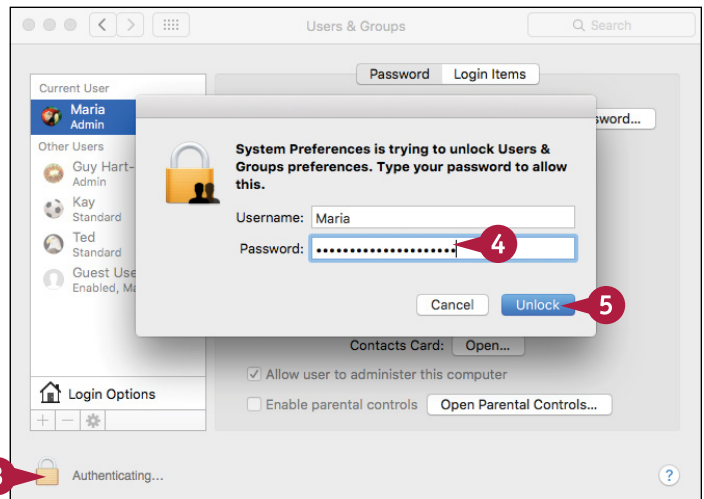 Users & Groups
Search
Password Login Items
Current User
Maria
Admin
Other Users
Guy Hart-
Admin
Kay
Standard
Ted
Standard
Guest Use
Enabled, Ma
sword...
System Preferences is trying to unlock Users &
Groups preferences. Type your password to allow
this.
Username: Maria
Password: •••••••••••••••••••••
4
Cancel Unlock
5
Contacts Card: Open...
Allow user to administer this computer
Enable parental controls Open Parental Controls...
Login Options
+ −
3
Authenticating...
?